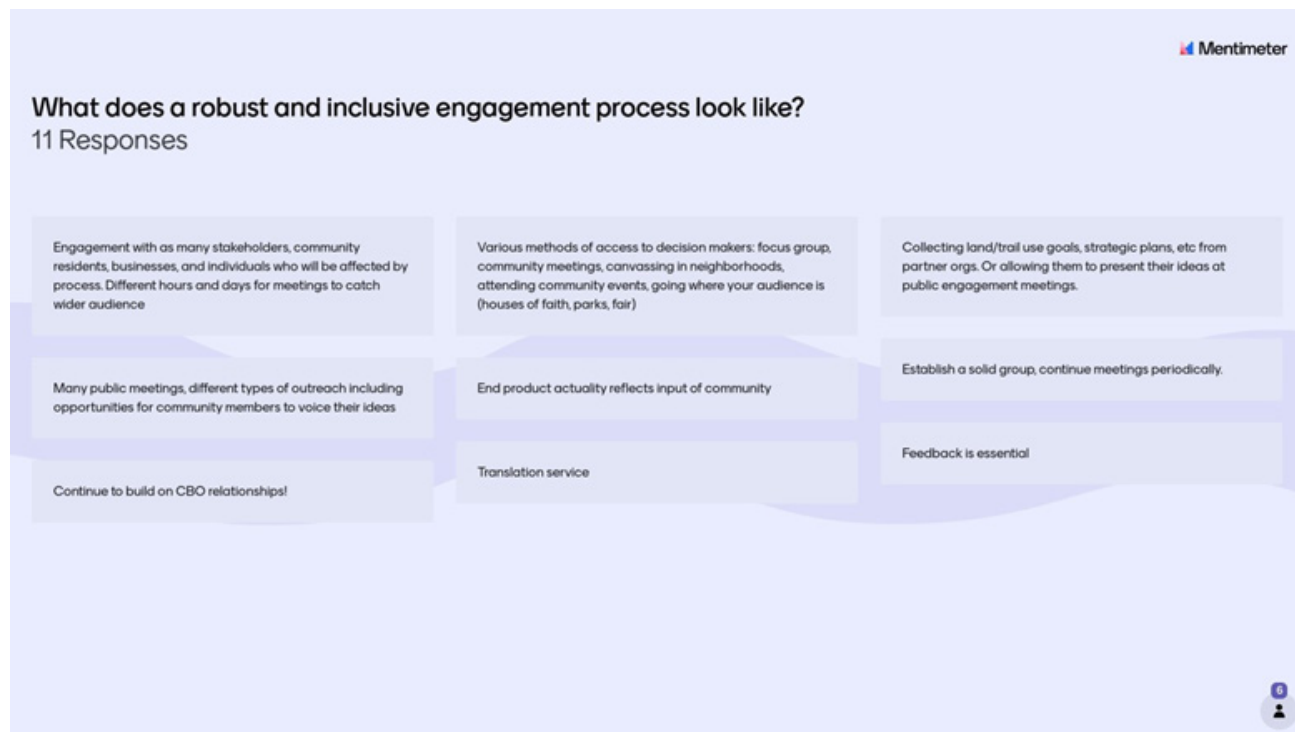 Mentimeter
What does a robust and inclusive engagement process look like?
11 Responses
Engagement with as many stakeholders, community
residents, businesses, and individuals who will be affected by
process. Different hours and days for meetings to catch
wider audience
Many public meetings, different types of outreach including
opportunities for community members to voice their ideas
Continue to build on CBO relationships!
Various methods of access to decision makers: focus group,
community meetings, canvassing in neighborhoods,
attending community events, going where your audience is
(houses of faith, parks, fair)
End product actuality reflects input of community
Translation service
Collecting land/trail use goals, strategic plans, etc from
partner orgs. Or allowing them to present their ideas at
public engagement meetings.
Establish a solid group, continue meetings periodically.
Feedback is essential
6